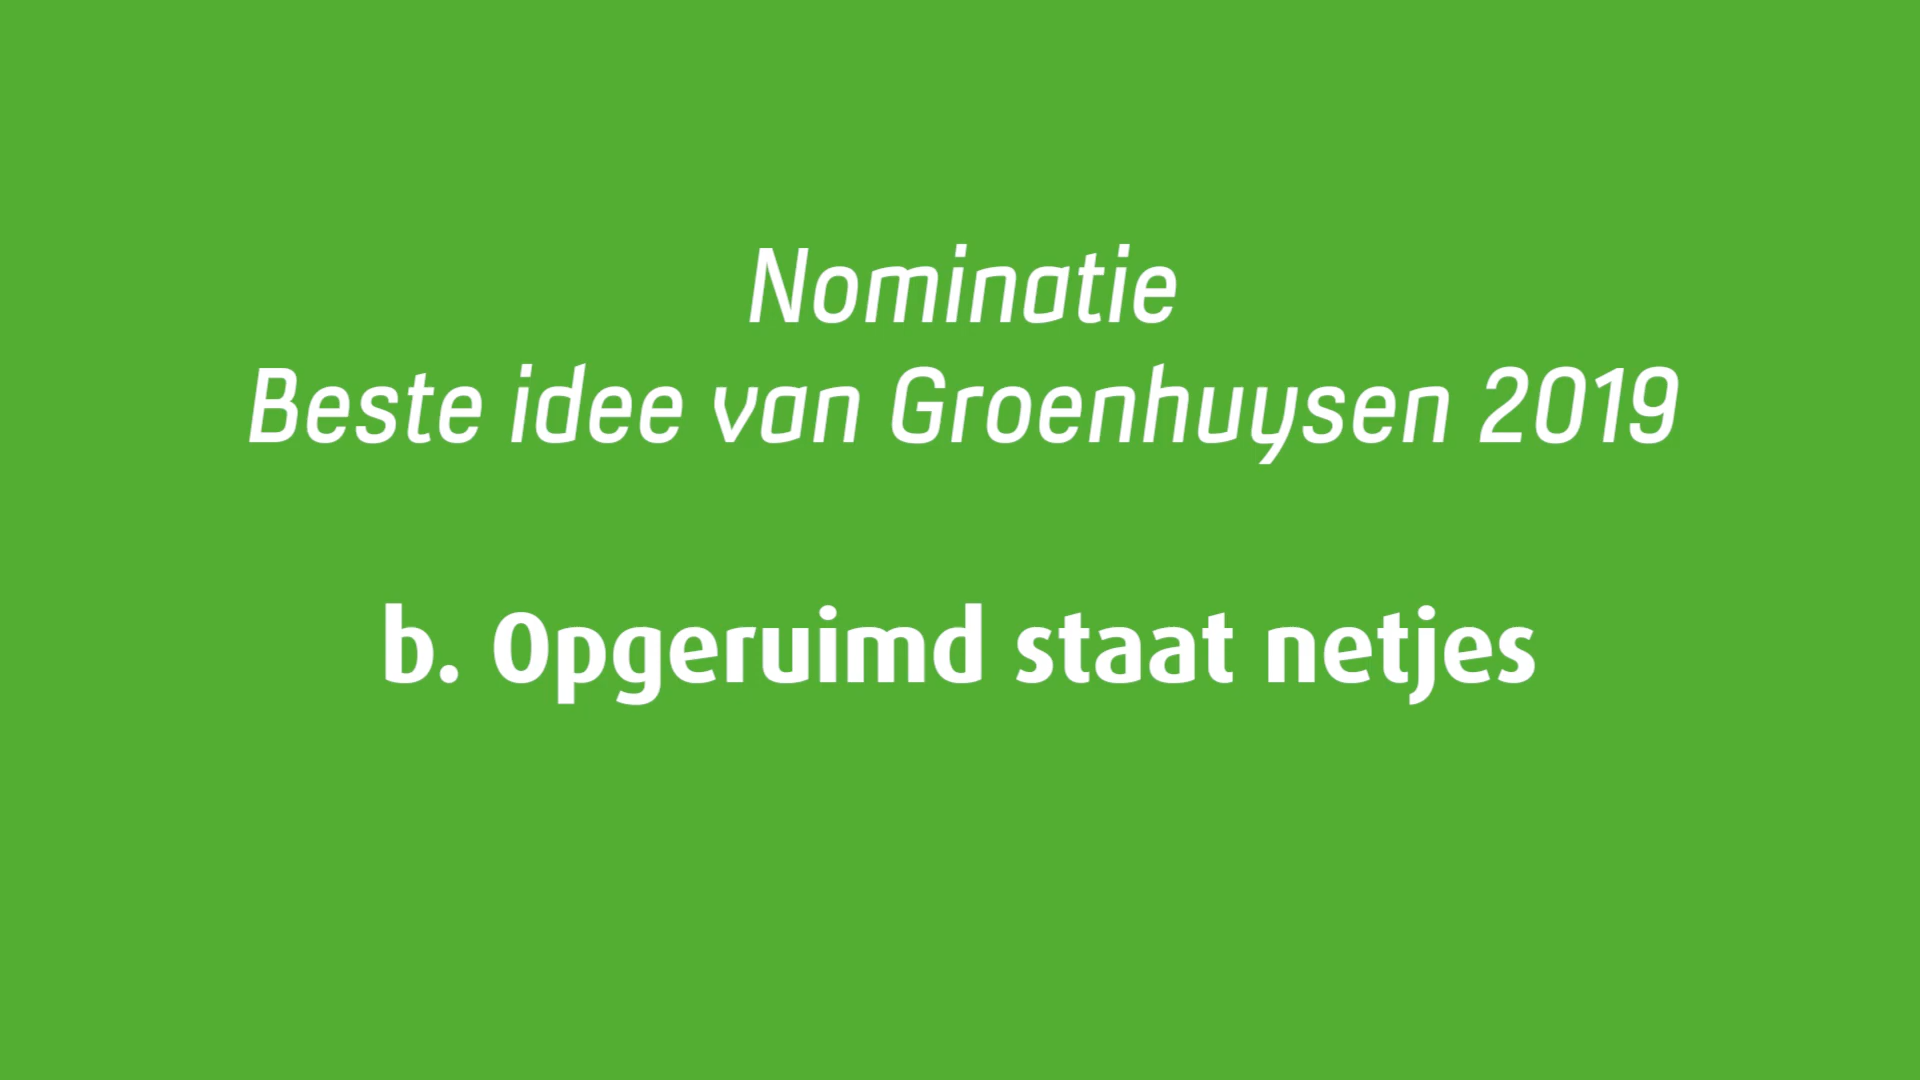 Nominatie
Beste idee van Groenhuysen 2019
b. Opgeruimd staat netjes